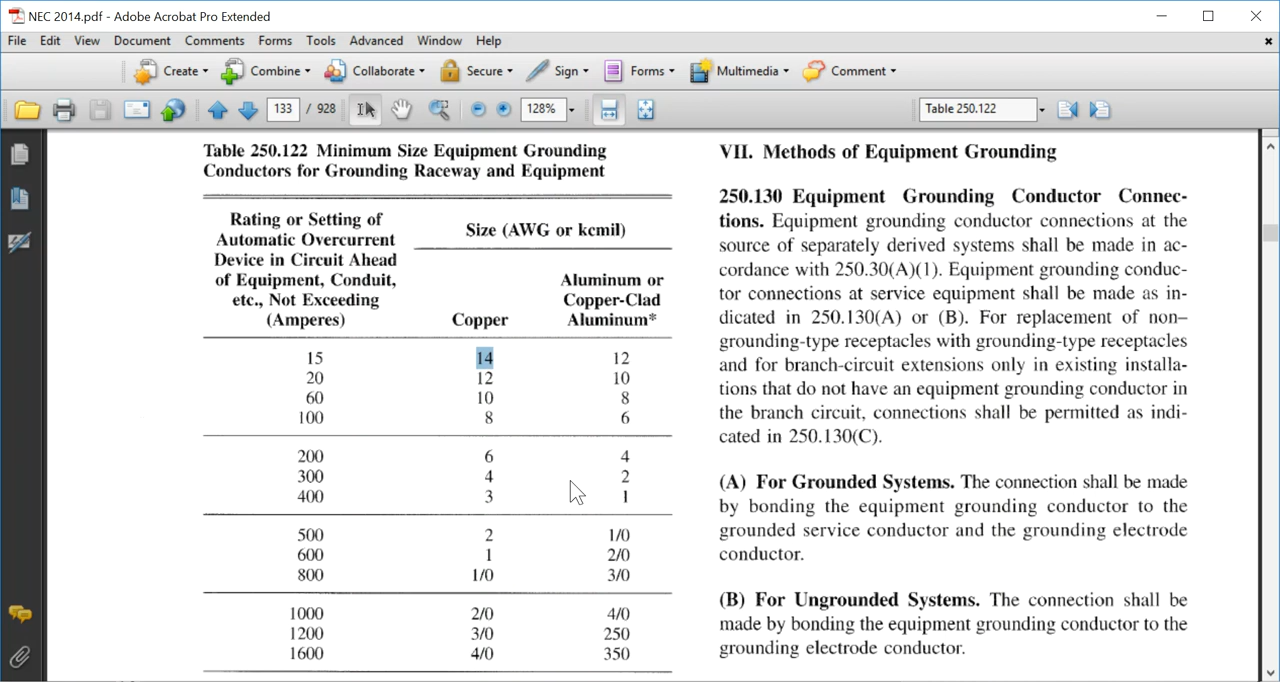 NEC 2014.pdf - Adobe Acrobat Pro Extended
File Edit View Document Comments Forms Tools Advanced Window Help
Create Combine Collaborate Secure Sign Forms Multimedia Comment
133 / 928 128% Table 250.122
Table 250.122 Minimum Size Equipment Grounding
Conductors for Grounding Raceway and Equipment
Rating or Setting of
Automatic Overcurrent
Device in Circuit Ahead
of Equipment, Conduit,
etc., Not Exceeding
(Amperes)
Size (AWG or kcmil)
Copper
Aluminum or
Copper-Clad
Aluminum*
15 14 12
20 12 10
60 10 8
100 8 6
200 6 4
300 4 2
400 3 1
500 2 1/0
600 1 2/0
800 1/0 3/0
1000 2/0 4/0
1200 3/0 250
1600 4/0 350
VII. Methods of Equipment Grounding
250.130 Equipment Grounding Conductor Connec-
tions. Equipment grounding conductor connections at the
source of separately derived systems shall be made in ac-
cordance with 250.30(A)(1). Equipment grounding conduc-
tor connections at service equipment shall be made as in-
dicated in 250.130(A) or (B). For replacement of non–
grounding-type receptacles with grounding-type receptacles
and for branch-circuit extensions only in existing installa-
tions that do not have an equipment grounding conductor in
the branch circuit, connections shall be permitted as indi-
cated in 250.130(C).
(A) For Grounded Systems. The connection shall be made
by bonding the equipment grounding conductor to the
grounded service conductor and the grounding electrode
conductor.
(B) For Ungrounded Systems. The connection shall be
made by bonding the equipment grounding conductor to the
grounding electrode conductor.